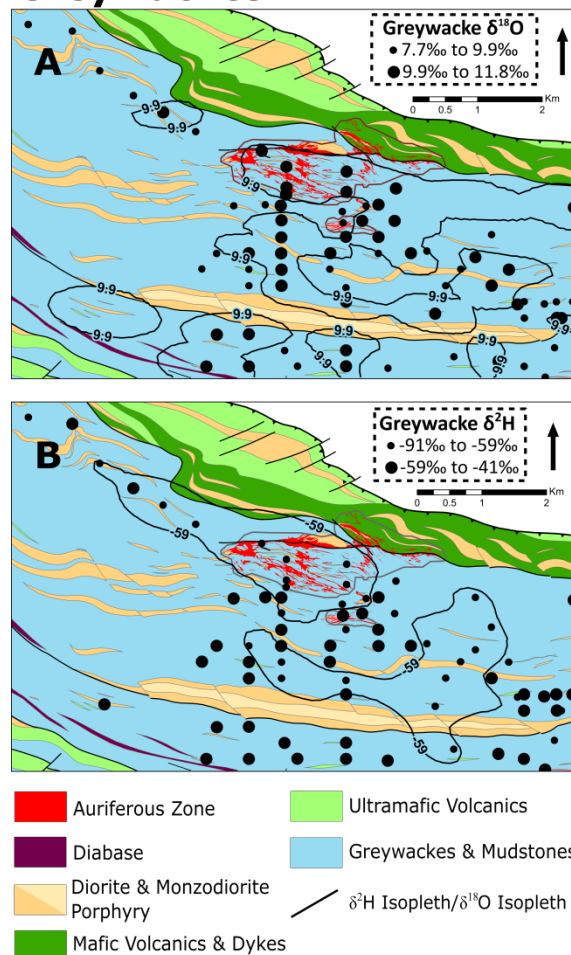 A
Greywacke δ¹⁸O
7.7‰ to 9.9‰
9.9‰ to 11.8‰
Km
0 0.5 1 2
9.9
9.9
9.9
9.9
9.9
9.9
9.9
9.9
9.9
9.9
9.9
9.9
9.9
B
Greywacke δ²H
-91‰ to -59‰
-59‰ to -41‰
Km
0 0.5 1 2
-59
-59
-59
Auriferous Zone
Ultramafic Volcanics
Diabase
Greywackes & Mudstones
Diorite & Monzodiorite
Porphyry
δ²H Isopleth/δ¹⁸O Isopleth
Mafic Volcanics & Dykes